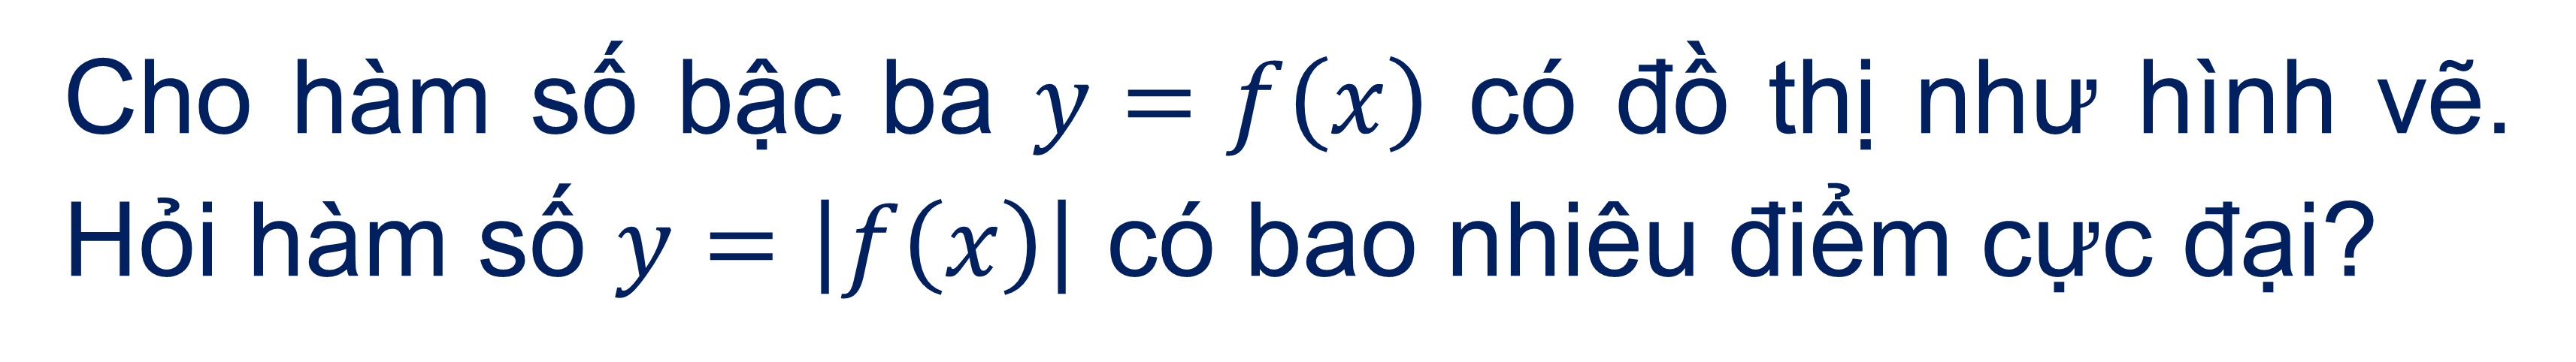 Cho hàm số bậc ba y = f(x) có đồ thị như hình vẽ.
Hỏi hàm số y = |f(x)| có bao nhiêu điểm cực đại?